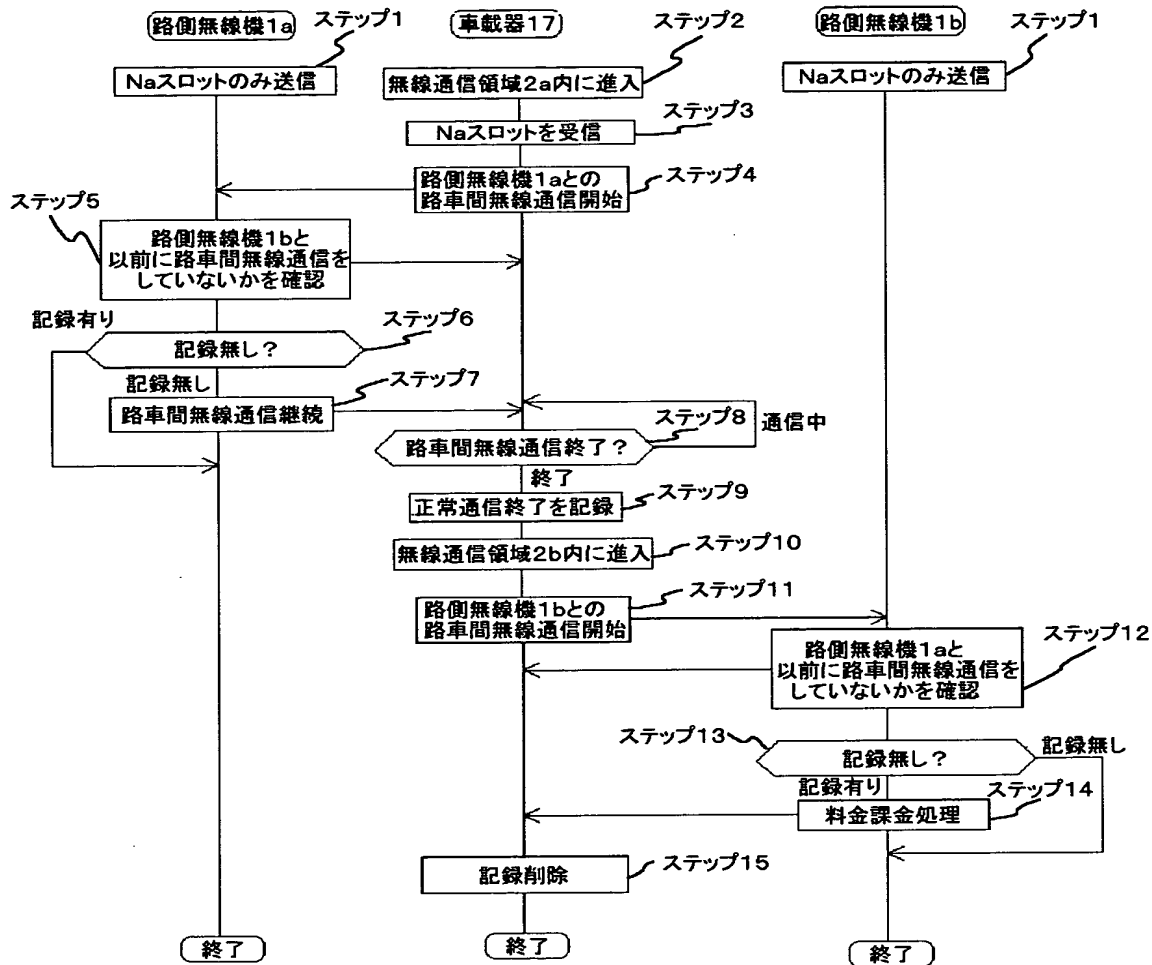 路側無線機1a
ステップ1
車載器17
ステップ2
路側無線機1b
ステップ1
Naスロットのみ送信
無線通信領域2a内に進入
Naスロットのみ送信
ステップ3
Naスロットを受信
ステップ4
路側無線機1aとの
路車間無線通信開始
ステップ5
路側無線機1bと
以前に路車間無線通信を
していないかを確認
記録有り
ステップ6
記録無し?
記録無し
ステップ7
路車間無線通信継続
ステップ8
通信中
路車間無線通信終了?
終了
ステップ9
正常通信終了を記録
ステップ10
無線通信領域2b内に進入
ステップ11
路側無線機1bとの
路車間無線通信開始
ステップ12
路側無線機1aと
以前に路車間無線通信を
していないかを確認
ステップ13
記録無し?
記録無し
記録有り
ステップ14
料金課金処理
ステップ15
記録削除
終了
終了
終了